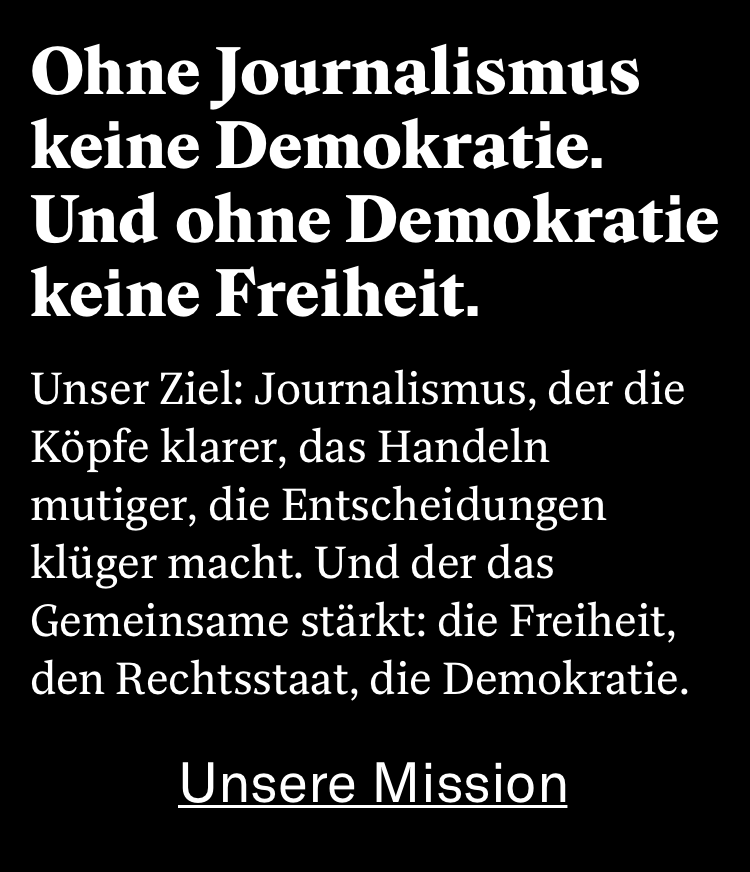 Ohne Journalismus
keine Demokratie.
Und ohne Demokratie
keine Freiheit.
Unser Ziel: Journalismus, der die
Köpfe klarer, das Handeln
mutiger, die Entscheidungen
klüger macht. Und der das
Gemeinsame stärkt: die Freiheit,
den Rechtsstaat, die Demokratie.
Unsere Mission